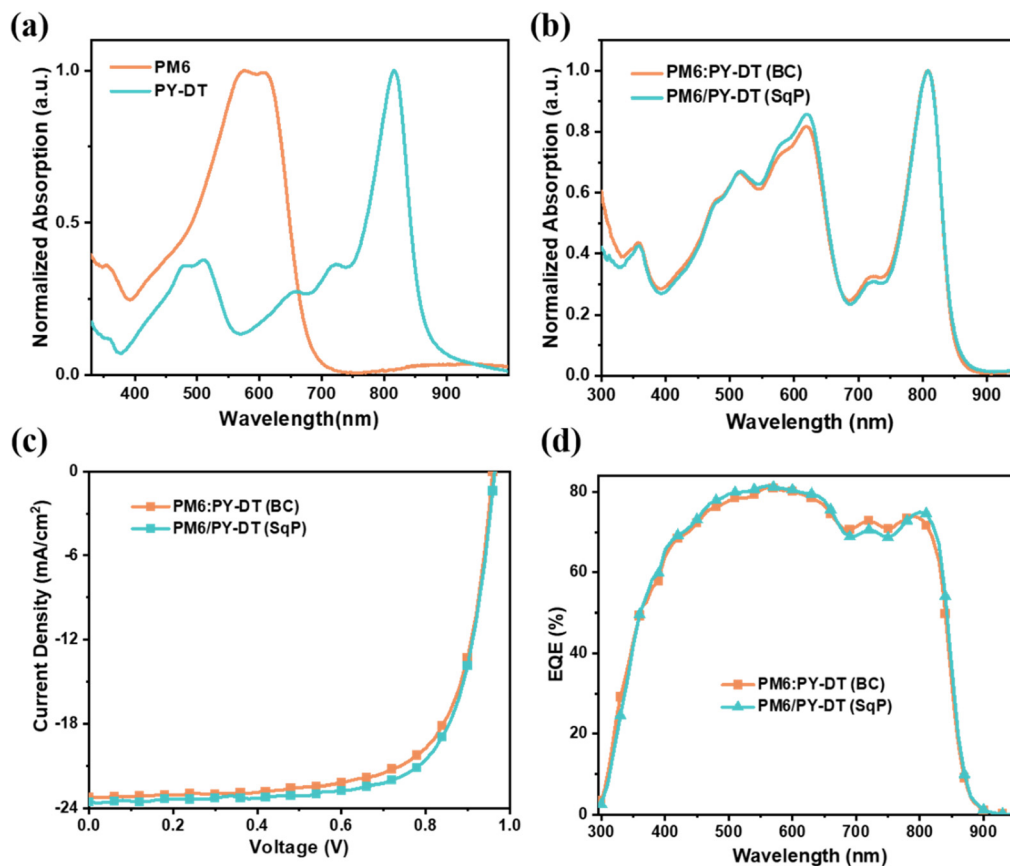 (a)
PM6
PY-DT
Normalized Absorption (a.u.)
1.0
0.5
0.0
400 500 600 700 800 900
Wavelength(nm)
(b)
PM6:PY-DT (BC)
PM6/PY-DT (SqP)
Normalized Absorption (a.u.)
1.0
0.8
0.6
0.4
0.2
0.0
300 400 500 600 700 800 900
Wavelength (nm)
(c)
PM6:PY-DT (BC)
PM6/PY-DT (SqP)
Current Density (mA/cm²)
0
-6
-12
-18
-24
0.0 0.2 0.4 0.6 0.8 1.0
Voltage (V)
(d)
PM6:PY-DT (BC)
PM6/PY-DT (SqP)
EQE (%)
80
60
40
20
0
300 400 500 600 700 800 900
Wavelength (nm)